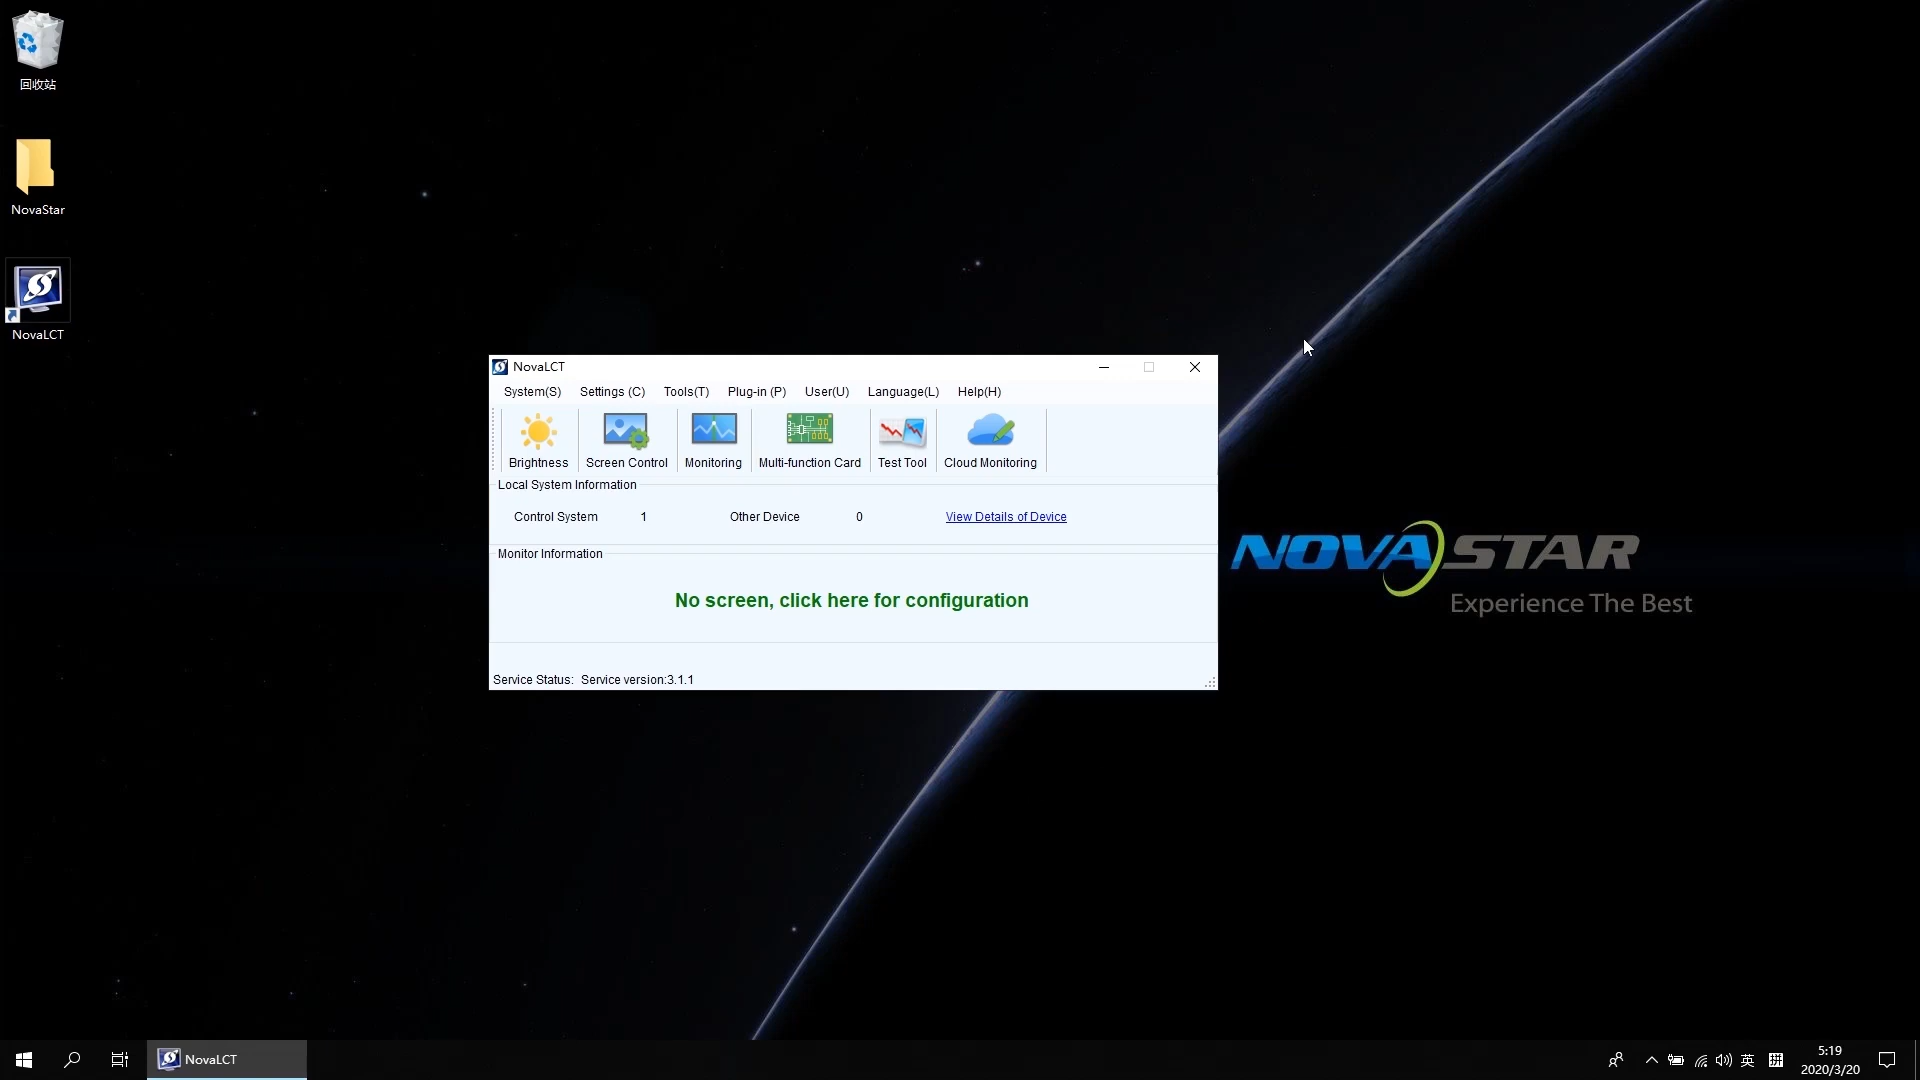 回收站
NovaStar
NovaLCT
NovaLCT
System(S) Settings (C) Tools(T) Plug-in (P) User(U) Language(L) Help(H)
Brightness Screen Control Monitoring Multi-function Card Test Tool Cloud Monitoring
Local System Information
Control System 1 Other Device 0 View Details of Device
Monitor Information
No screen, click here for configuration
Service Status: Service version:3.1.1
NOVASTAR
Experience The Best
NovaLCT
英
拼
5:19
2020/3/20